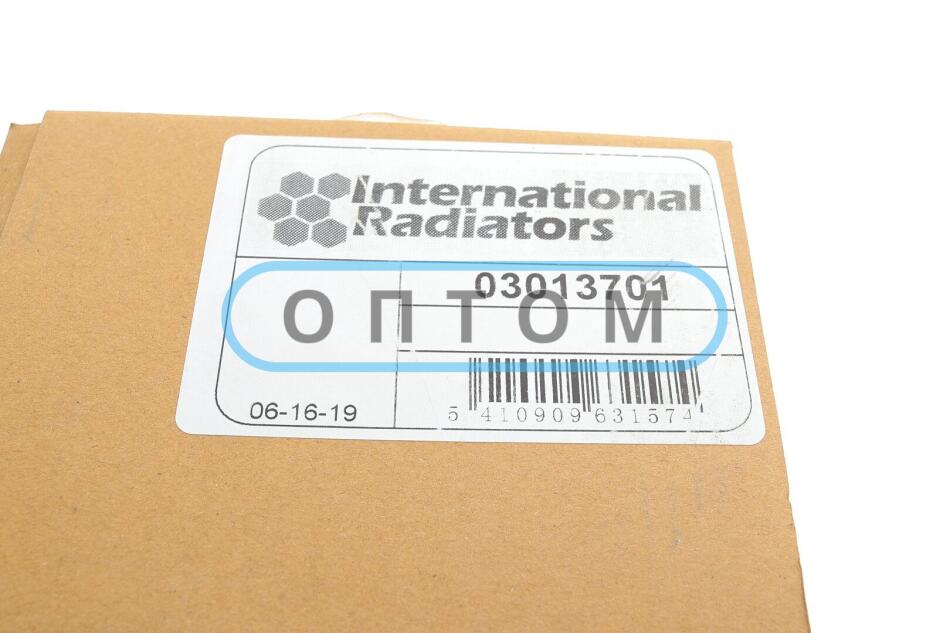 International
Radiators
03013701
ОПТОМ
06-16-19
5 410909 631574